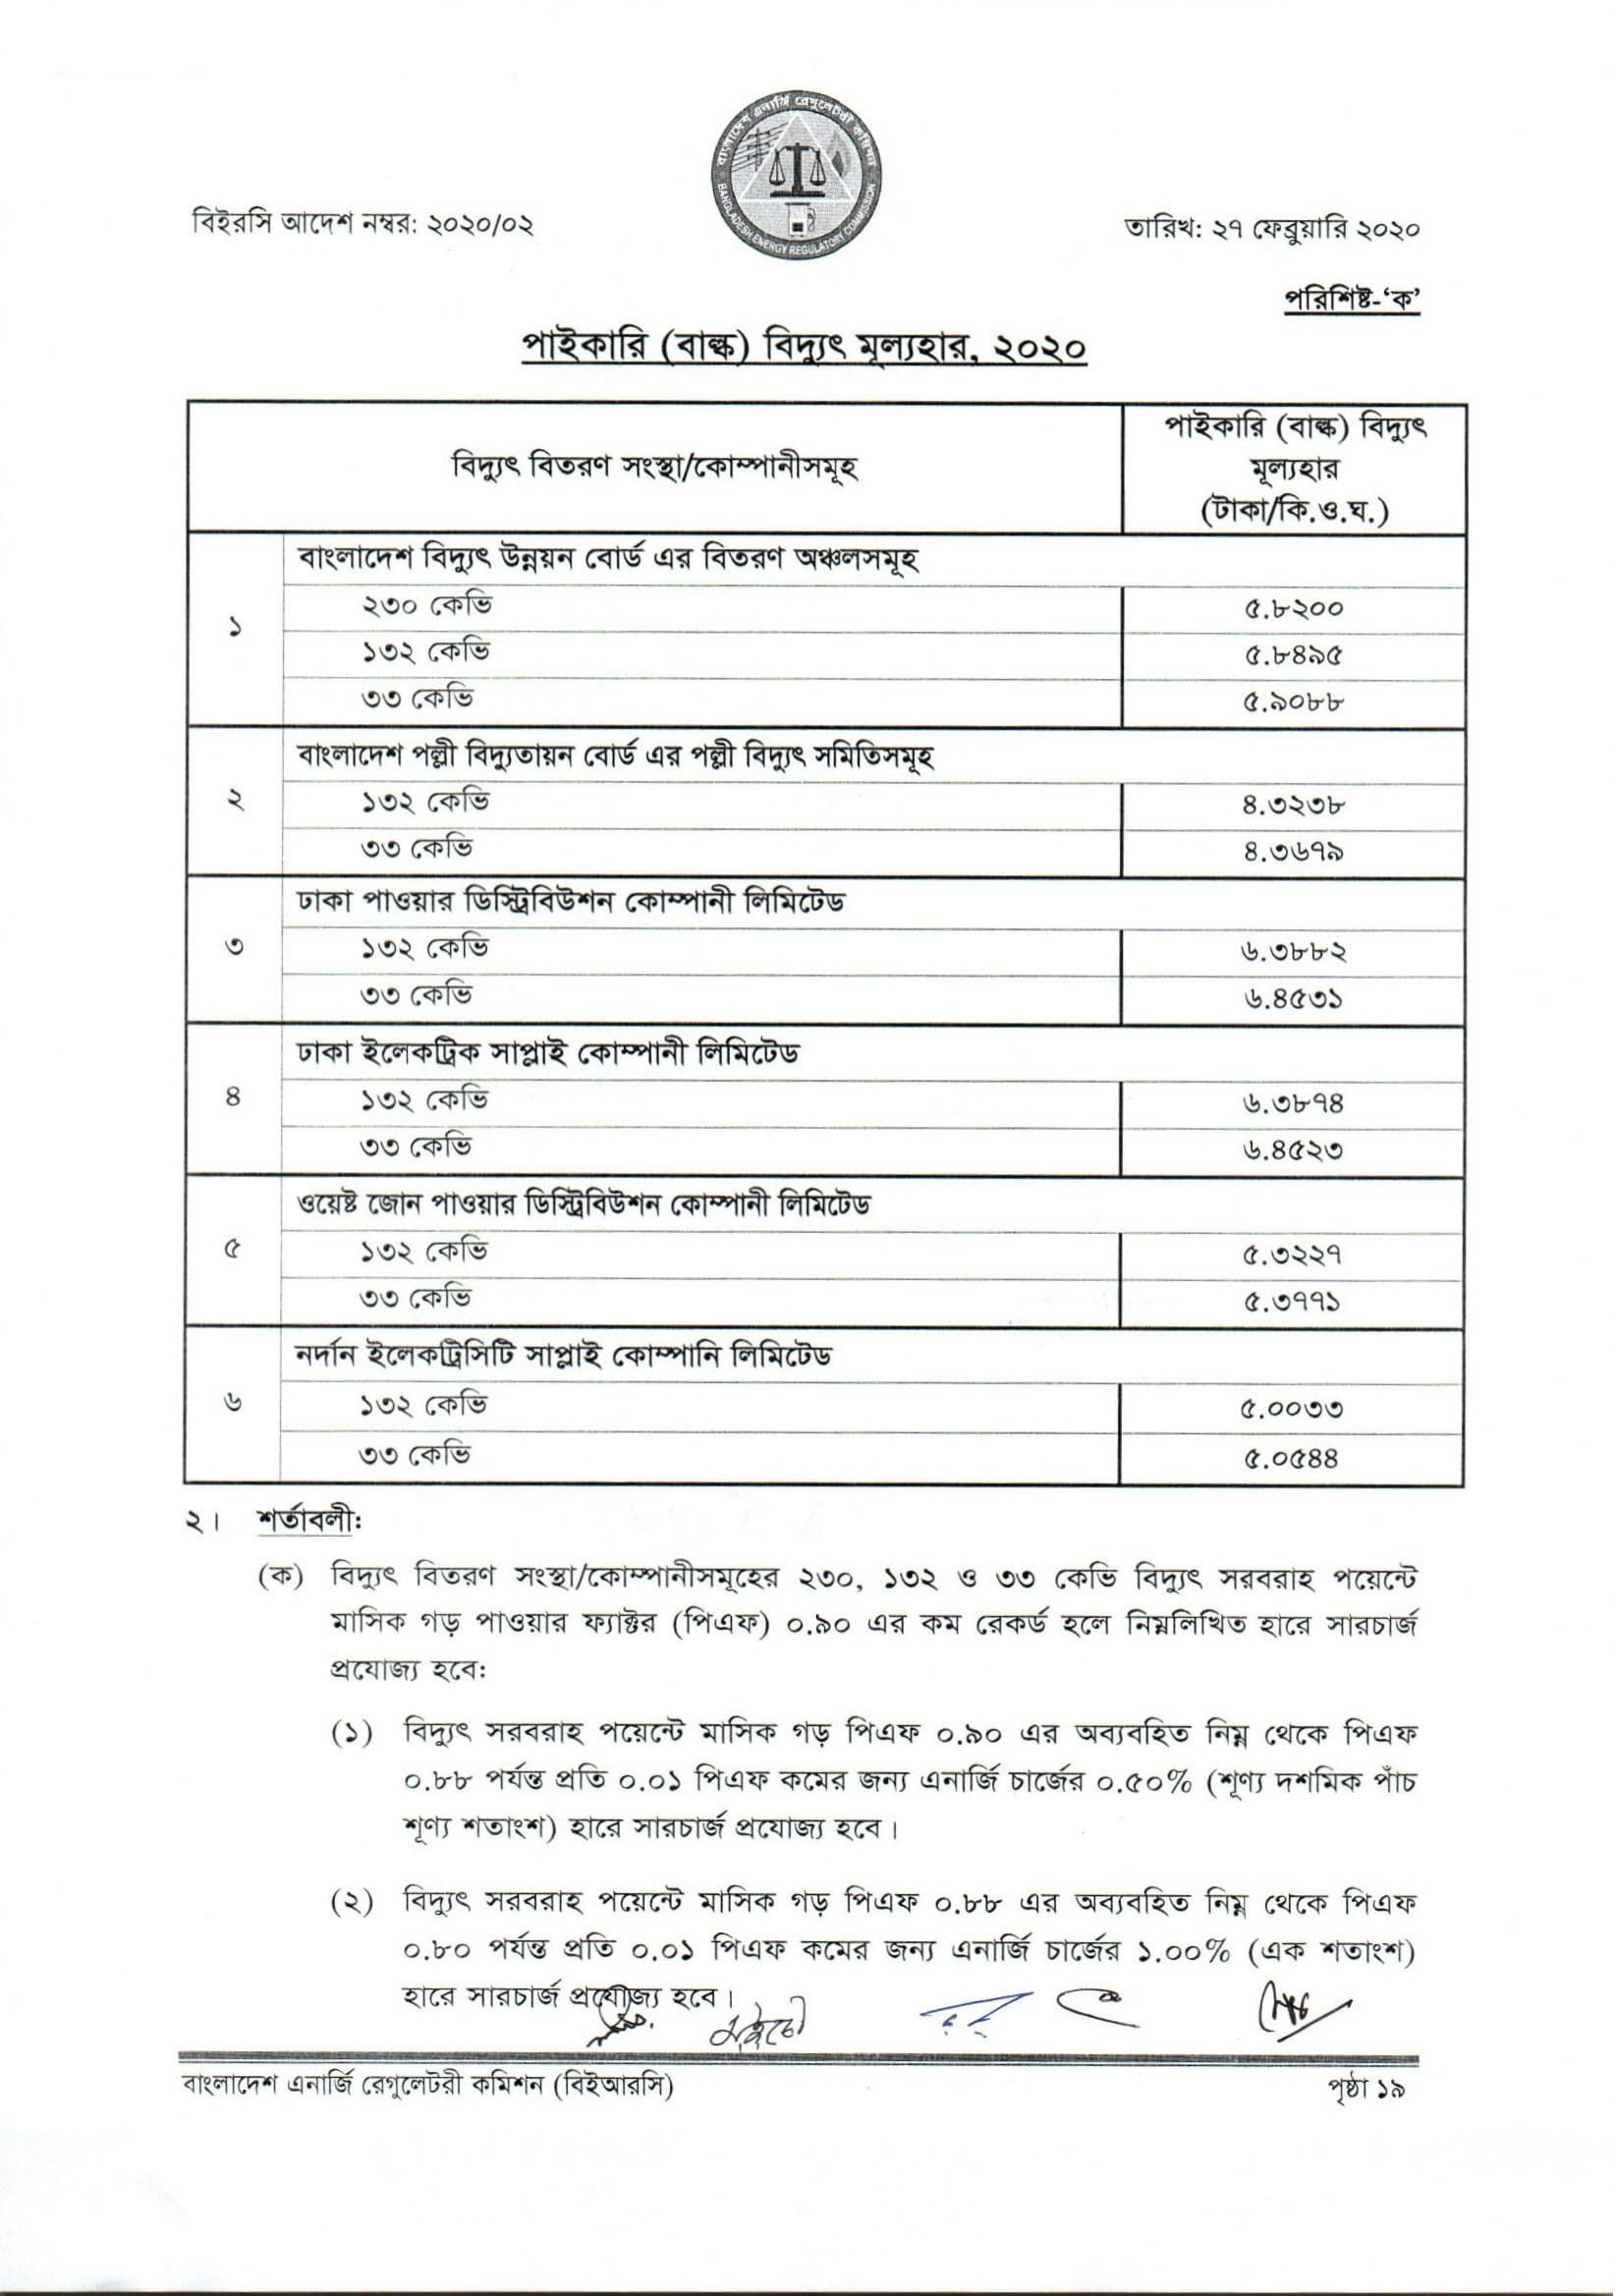 বাংলাদেশ এনার্জি রেগুলেটরী কমিশন
BANGLADESH ENERGY REGULATORY COMMISSION
বিইরসি আদেশ নম্বর: ২০২০/০২
তারিখ: ২৭ ফেব্রুয়ারি ২০২০
পরিশিষ্ট-‘ক’
পাইকারি (বাল্ক) বিদ্যুৎ মূল্যহার, ২০২০
বিদ্যুৎ বিতরণ সংস্থা/কোম্পানীসমূহ
পাইকারি (বাল্ক) বিদ্যুৎ
মূল্যহার
(টাকা/কি.ও.ঘ.)
১
বাংলাদেশ বিদ্যুৎ উন্নয়ন বোর্ড এর বিতরণ অঞ্চলসমূহ
২৩০ কেভি ৫.৮২০০
১৩২ কেভি ৫.৮৪৯৫
৩৩ কেভি ৫.৯০৮৮
২
বাংলাদেশ পল্লী বিদ্যুতায়ন বোর্ড এর পল্লী বিদ্যুৎ সমিতিসমূহ
১৩২ কেভি ৪.৩২৩৮
৩৩ কেভি ৪.৩৬৭৯
৩
ঢাকা পাওয়ার ডিস্ট্রিবিউশন কোম্পানী লিমিটেড
১৩২ কেভি ৬.৩৮৮২
৩৩ কেভি ৬.৪৫৩১
৪
ঢাকা ইলেকট্রিক সাপ্লাই কোম্পানী লিমিটেড
১৩২ কেভি ৬.৩৮৭৪
৩৩ কেভি ৬.৪৫২৩
৫
ওয়েষ্ট জোন পাওয়ার ডিস্ট্রিবিউশন কোম্পানী লিমিটেড
১৩২ কেভি ৫.৩২২৭
৩৩ কেভি ৫.৩৭৭১
৬
নর্দান ইলেকট্রিসিটি সাপ্লাই কোম্পানি লিমিটেড
১৩২ কেভি ৫.০০৩৩
৩৩ কেভি ৫.০৫৪৪
২। শর্তাবলী:
(ক) বিদ্যুৎ বিতরণ সংস্থা/কোম্পানীসমূহের ২৩০, ১৩২ ও ৩৩ কেভি বিদ্যুৎ সরবরাহ পয়েন্টে
মাসিক গড় পাওয়ার ফ্যাক্টর (পিএফ) ০.৯০ এর কম রেকর্ড হলে নিম্নলিখিত হারে সারচার্জ
প্রযোজ্য হবে:
(১) বিদ্যুৎ সরবরাহ পয়েন্টে মাসিক গড় পিএফ ০.৯০ এর অব্যবহিত নিম্ন থেকে পিএফ
০.৮৮ পর্যন্ত প্রতি ০.০১ পিএফ কমের জন্য এনার্জি চার্জের ০.৫০% (শূণ্য দশমিক পাঁচ
শূণ্য শতাংশ) হারে সারচার্জ প্রযোজ্য হবে।
(২) বিদ্যুৎ সরবরাহ পয়েন্টে মাসিক গড় পিএফ ০.৮৮ এর অব্যবহিত নিম্ন থেকে পিএফ
০.৮০ পর্যন্ত প্রতি ০.০১ পিএফ কমের জন্য এনার্জি চার্জের ১.০০% (এক শতাংশ)
হারে সারচার্জ প্রযোজ্য হবে।
বাংলাদেশ এনার্জি রেগুলেটরী কমিশন (বিইআরসি)
পৃষ্ঠা ১৯